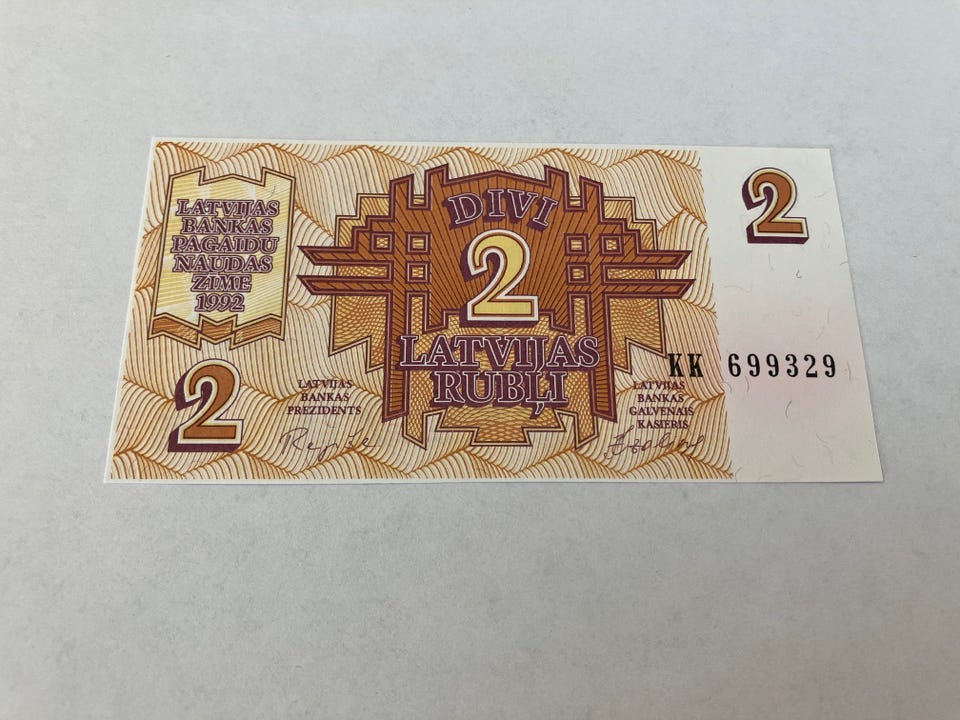 LATVIJAS
BANKAS
PAGAIDU
NAUDAS
ZĪME
1992
2
DIVI
2
LATVIJAS
RUBĻI
LATVIJAS
BANKAS
PREZIDENTS
LATVIJAS
BANKAS
GALVENAIS
KASIERIS
2
KK 699329